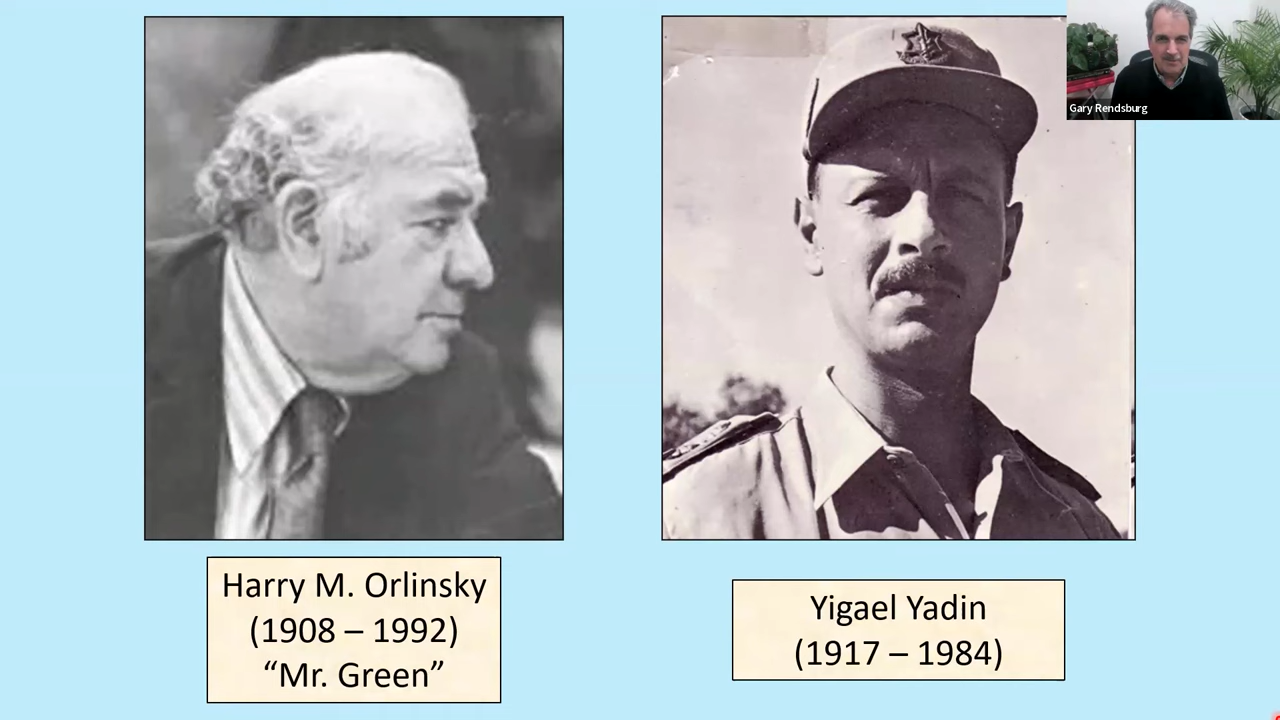 Gary Rendsburg
Harry M. Orlinsky
(1908 – 1992)
“Mr. Green”
Yigael Yadin
(1917 – 1984)